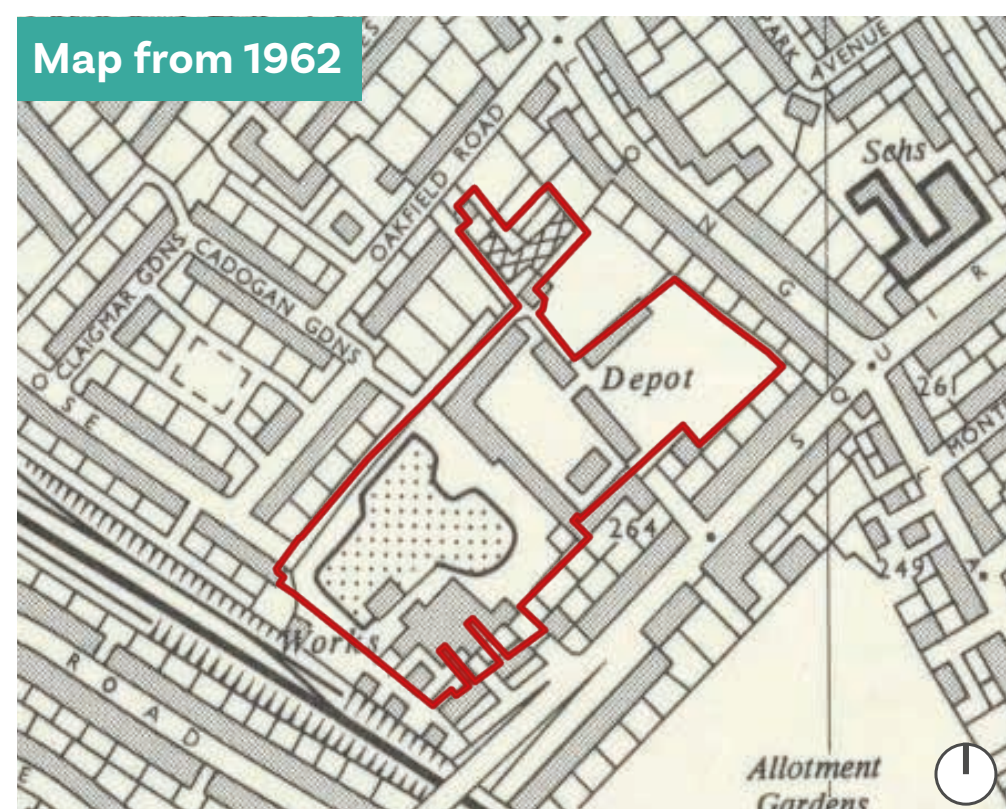 Map from 1962
PARK
AVENUE
Schs
OAKFIELD ROAD
CADOGAN GDNS
CLAIGMAR GDNS
O
N
G
Depot
261
264
249
S
U
I
R
MON
O S E
Works
R O A D
Allotment
Gardens